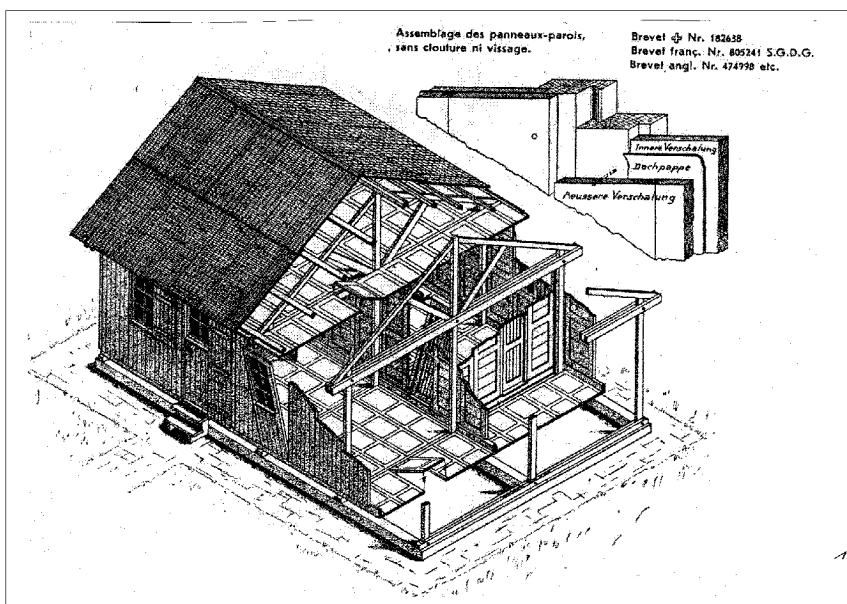 Assemblage des panneaux-parois,
sans clouture ni vissage.
Brevet ✙ Nr. 182638
Brevet franç. Nr. 805241 S.G.D.G.
Brevet angl. Nr. 474998 etc.
Innere Verschalung
Dachpappe
Aeussere Verschalung
1